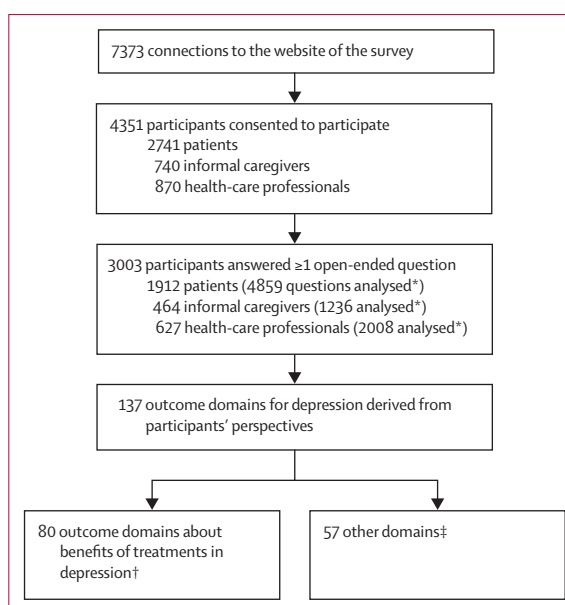 7373 connections to the website of the survey
4351 participants consented to participate
2741 patients
740 informal caregivers
870 health-care professionals
3003 participants answered ≥1 open-ended question
1912 patients (4859 questions analysed*)
464 informal caregivers (1236 analysed*)
627 health-care professionals (2008 analysed*)
137 outcome domains for depression derived from
participants’ perspectives
80 outcome domains about
benefits of treatments in
depression†
57 other domains‡